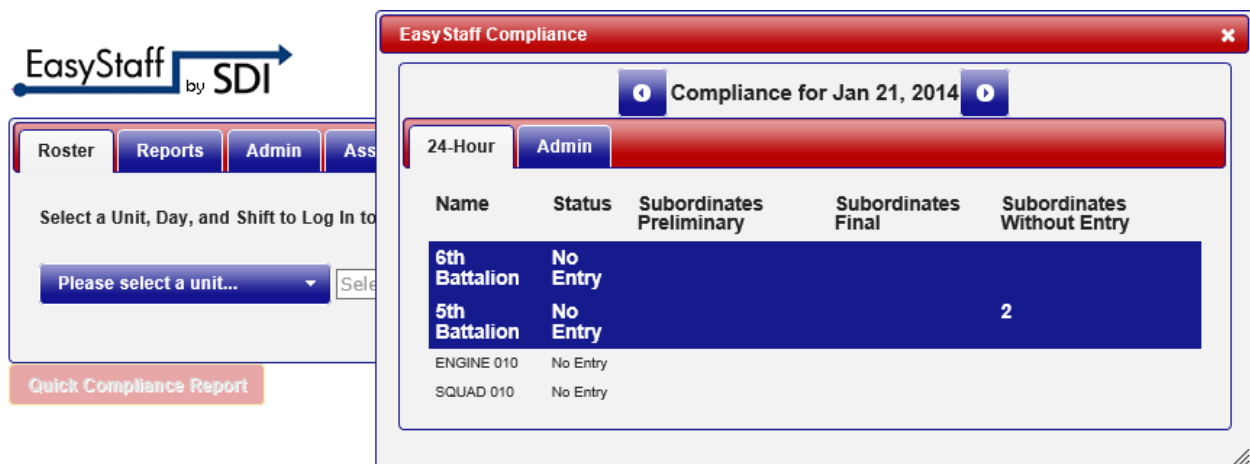 EasyStaff
by SDI
Roster Reports Admin Ass
Select a Unit, Day, and Shift to Log In to
Please select a unit... Sele
Quick Compliance Report
EasyStaff Compliance
Compliance for Jan 21, 2014
24-Hour Admin
Name Status Subordinates Subordinates Subordinates
Preliminary Final Without Entry
6th No
Battalion Entry
5th No 2
Battalion Entry
ENGINE 010 No Entry
SQUAD 010 No Entry